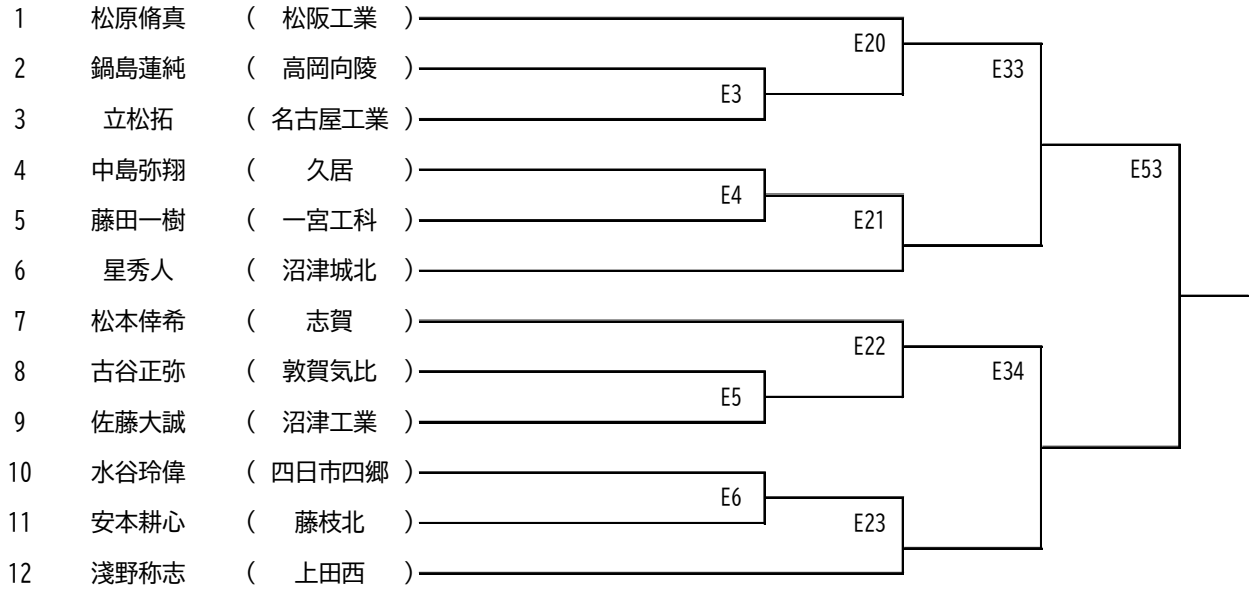 1 松原脩真 ( 松阪工業 )
E20
2 鍋島蓮純 ( 高岡向陵 )
E33
E3
3 立松拓 ( 名古屋工業 )
4 中島弥翔 ( 久居 )
E53
E4
5 藤田一樹 ( 一宮工科 )
E21
6 星秀人 ( 沼津城北 )
7 松本倖希 ( 志賀 )
E22
8 古谷正弥 ( 敦賀気比 )
E34
E5
9 佐藤大誠 ( 沼津工業 )
10 水谷玲偉 ( 四日市四郷 )
E6
11 安本耕心 ( 藤枝北 )
E23
12 淺野称志 ( 上田西 )